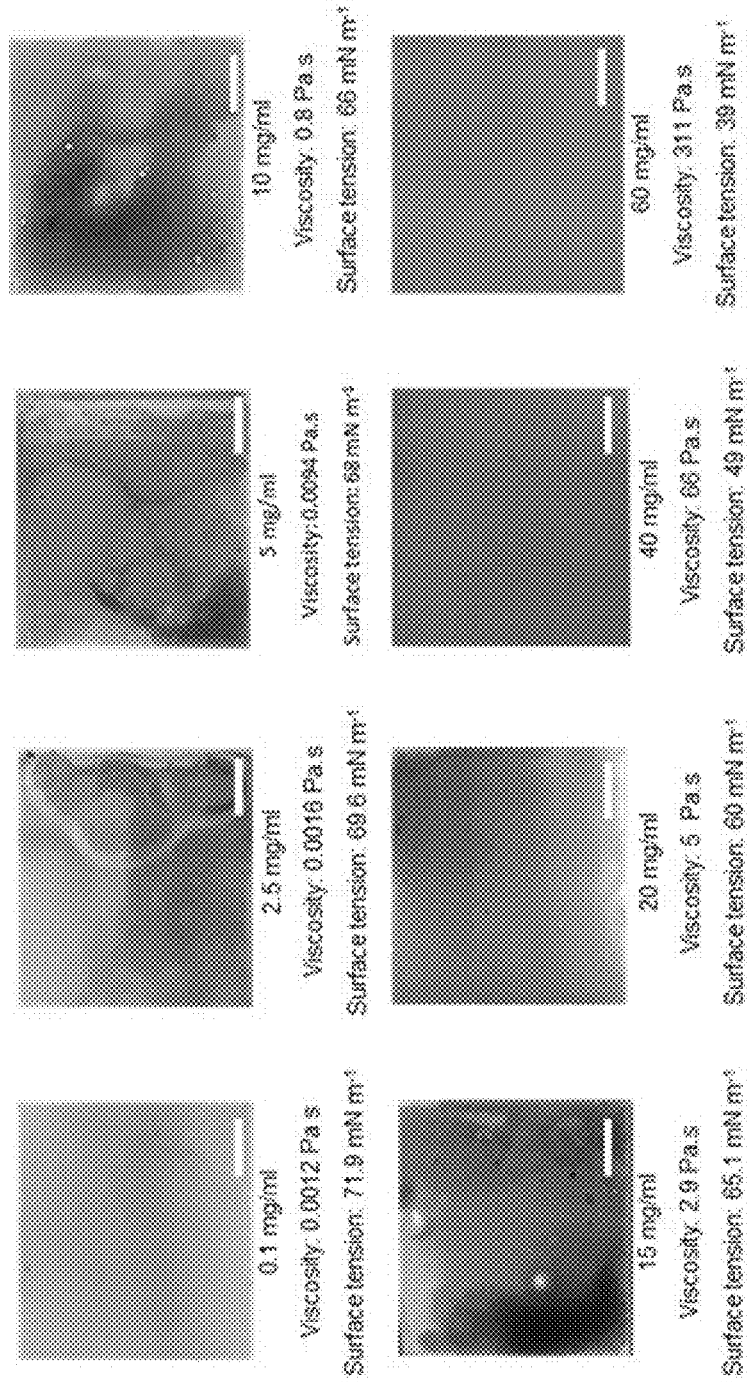 0.1 mg/ml
Viscosity: 0.0012 Pa.s
Surface tension: 71.9 mN m⁻¹
2.5 mg/ml
Viscosity: 0.0016 Pa.s
Surface tension: 69.6 mN m⁻¹
5 mg/ml
Viscosity: 0.0094 Pa.s
Surface tension: 68 mN m⁻¹
10 mg/ml
Viscosity: 0.8 Pa.s
Surface tension: 66 mN m⁻¹
15 mg/ml
Viscosity: 2.9 Pa.s
Surface tension: 65.1 mN m⁻¹
20 mg/ml
Viscosity: 5 Pa.s
Surface tension: 60 mN m⁻¹
40 mg/ml
Viscosity: 66 Pa.s
Surface tension: 49 mN m⁻¹
60 mg/ml
Viscosity: 311 Pa.s
Surface tension: 39 mN m⁻¹